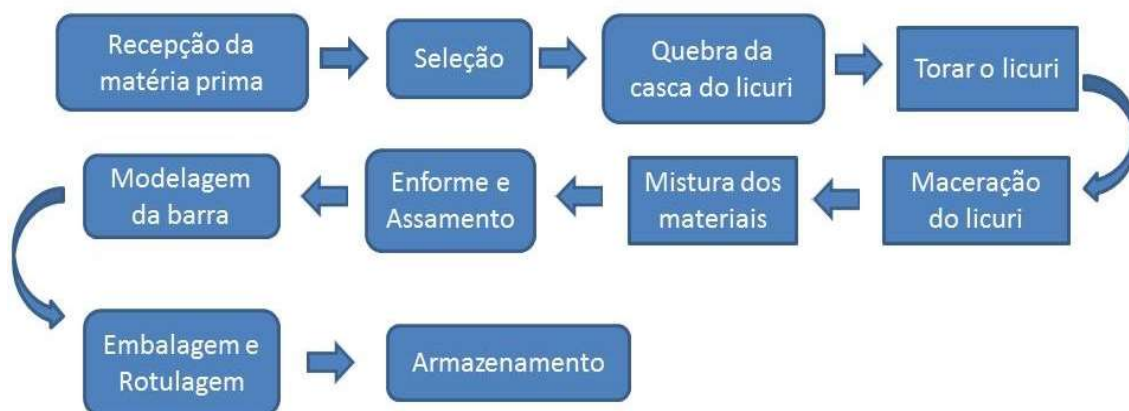 Recepção da
matéria prima
Seleção
Quebra da
casca do licuri
Torar o licuri
Maceração
do licuri
Mistura dos
materiais
Enforme e
Assamento
Modelagem
da barra
Embalagem e
Rotulagem
Armazenamento